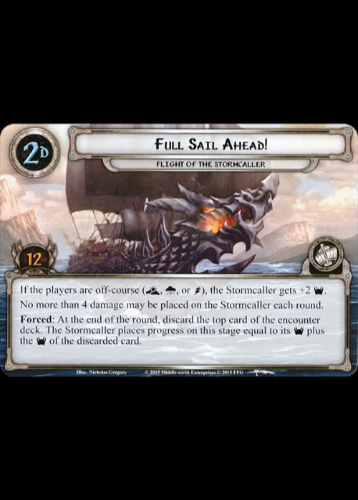 2D
FULL SAIL AHEAD!
FLIGHT OF THE STORMCALLER
12
If the players are off-course (, , or ), the Stormcaller gets +2 .
No more than 4 damage may be placed on the Stormcaller each round.
Forced: At the end of the round, discard the top card of the encounter
deck. The Stormcaller places progress on this stage equal to its plus
the of the discarded card.
Illus. Nicholas Gregory © 2015 Middle-earth Enterprises © 2015 FFG